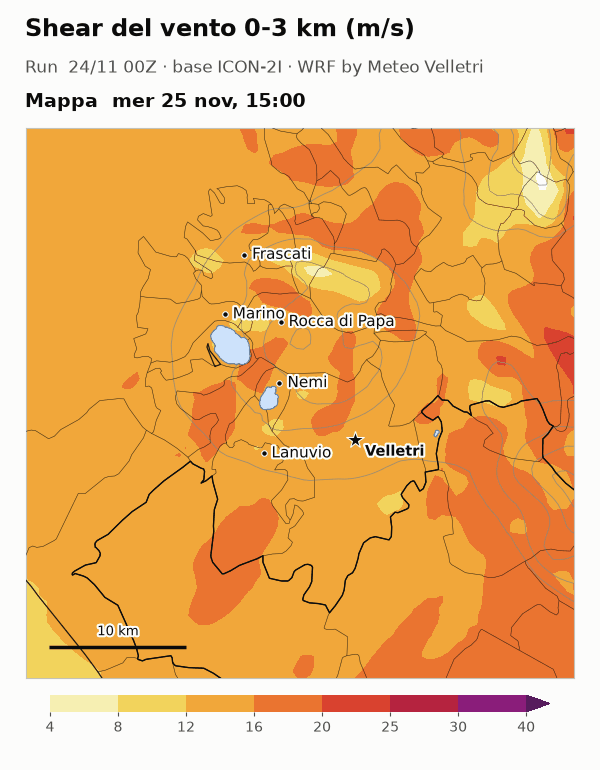 Shear del vento 0-3 km (m/s)
Run  24/11 00Z · base ICON-2I · WRF by Meteo Velletri
Mappa  mer 25 nov, 15:00
Frascati
Marino
Rocca di Papa
Nemi
Velletri
Lanuvio
10 km
4 8 12 16 20 25 30 40